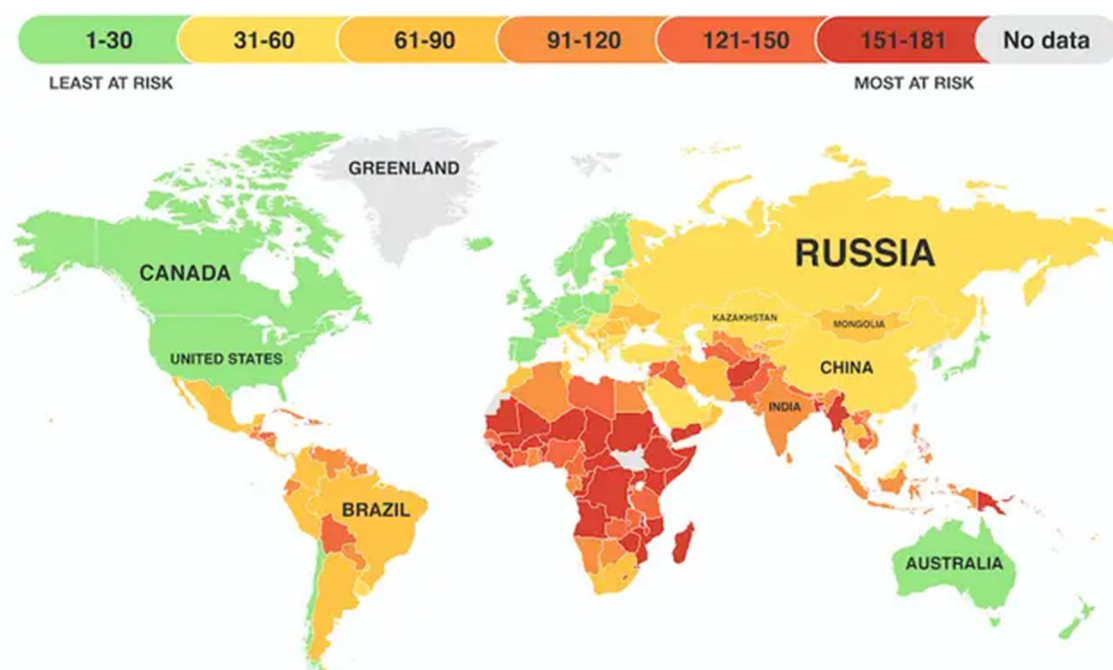 1-30
31-60
61-90
91-120
121-150
151-181
No data
LEAST AT RISK
MOST AT RISK
GREENLAND
CANADA
RUSSIA
KAZAKHSTAN
MONGOLIA
UNITED STATES
CHINA
INDIA
BRAZIL
AUSTRALIA